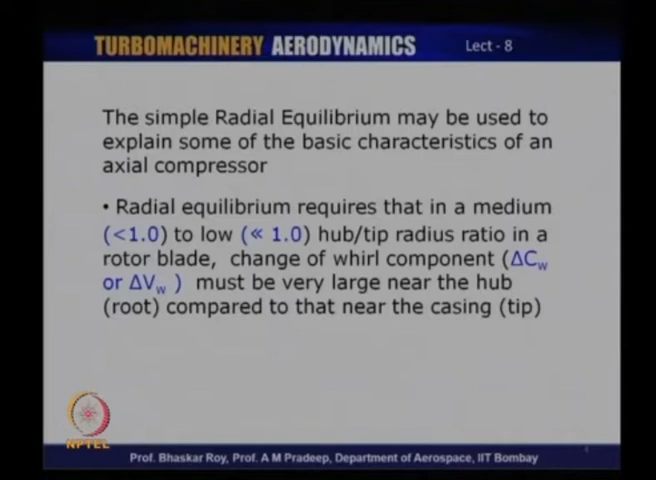 TURBOMACHINERY AERODYNAMICS Lect - 8
The simple Radial Equilibrium may be used to
explain some of the basic characteristics of an
axial compressor
• Radial equilibrium requires that in a medium
(<1.0) to low (≪ 1.0) hub/tip radius ratio in a
rotor blade, change of whirl component (ΔCw
or ΔVw ) must be very large near the hub
(root) compared to that near the casing (tip)
NPTEL
Prof. Bhaskar Roy, Prof. A M Pradeep, Department of Aerospace, IIT Bombay